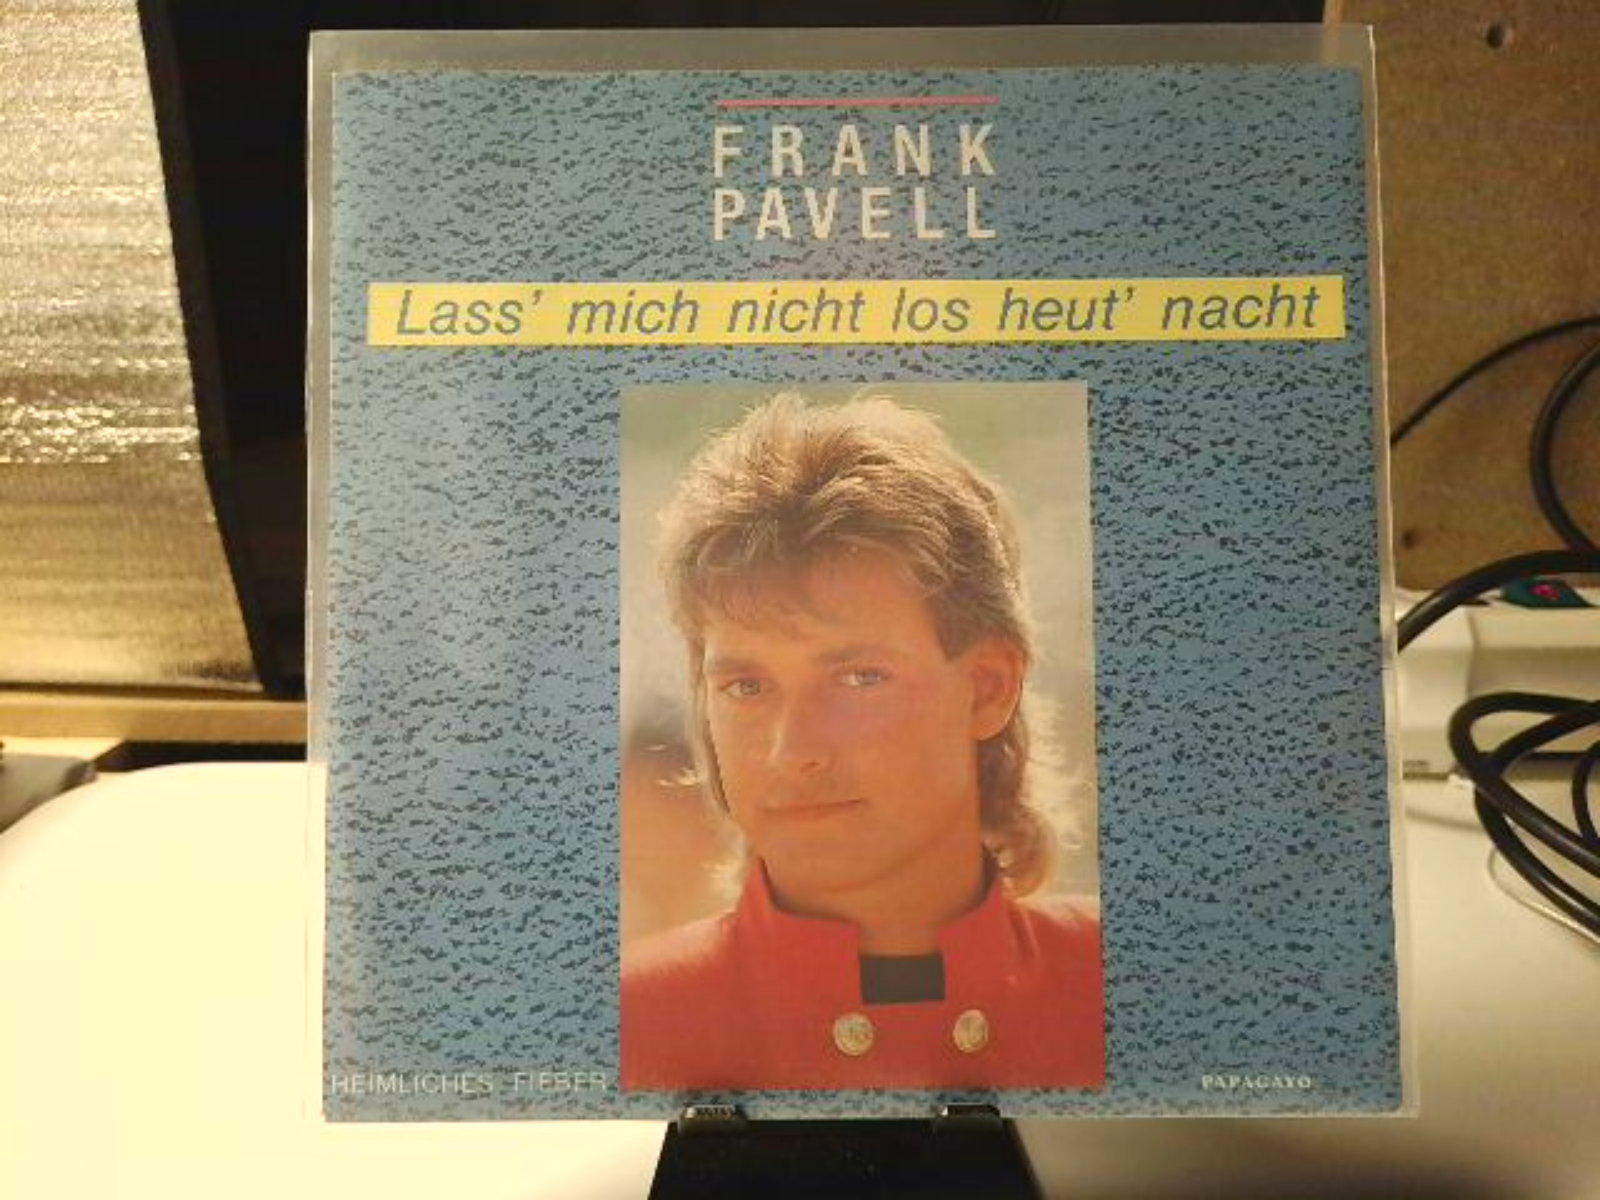 FRANK
PAVELL
Lass' mich nicht los heut' nacht
HEIMLICHES FIEBER
PAPAGAYO